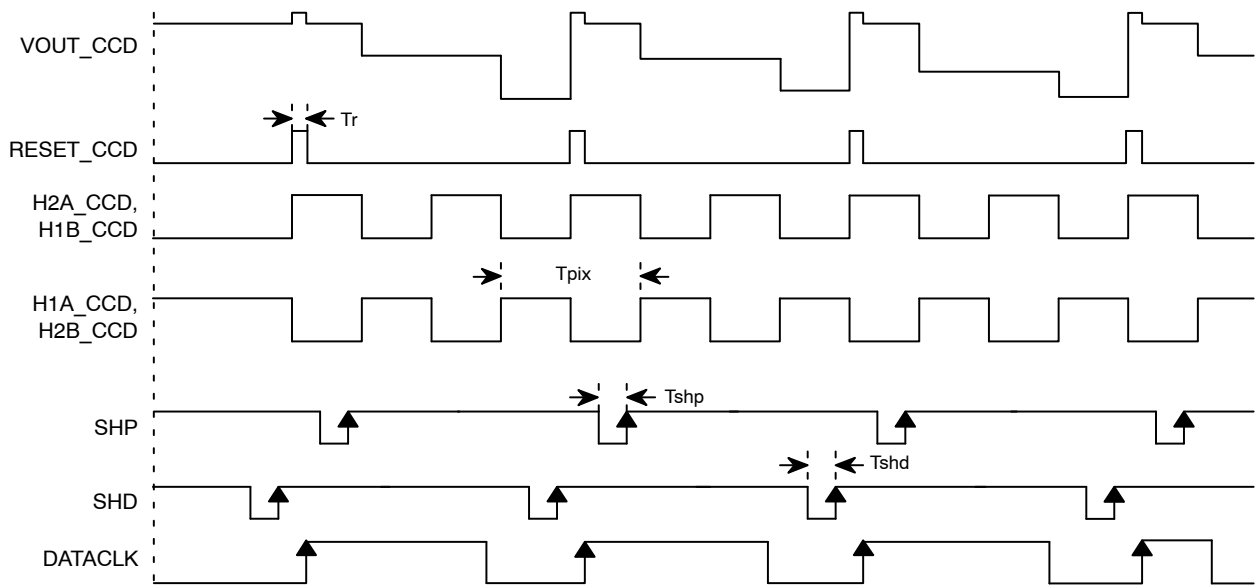 VOUT_CCD
Tr
RESET_CCD
H2A_CCD,
H1B_CCD
Tpix
H1A_CCD,
H2B_CCD
Tshp
SHP
Tshd
SHD
DATACLK